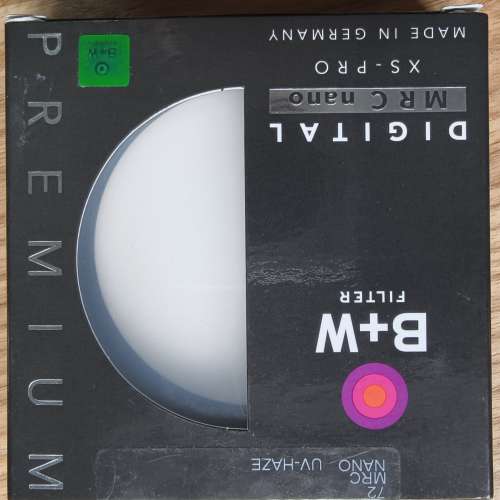 72
MRC
NANO UV-HAZE
B+W
FILTER
DIGITAL
MRC nano
XS-PRO
MADE IN GERMANY
PREMIUM
B+W